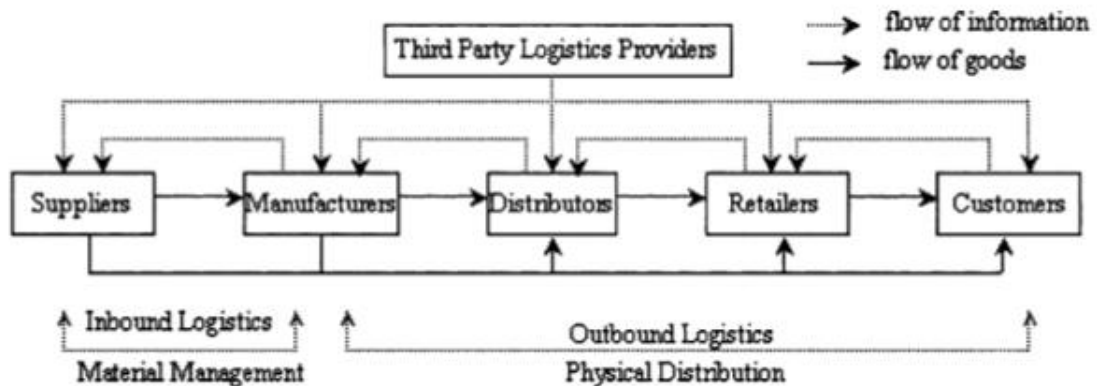 flow of information
Third Party Logistics Providers
flow of goods
Suppliers
Manufacturers
Distributors
Retailers
Customers
Inbound Logistics
Outbound Logistics
Material Management
Physical Distribution